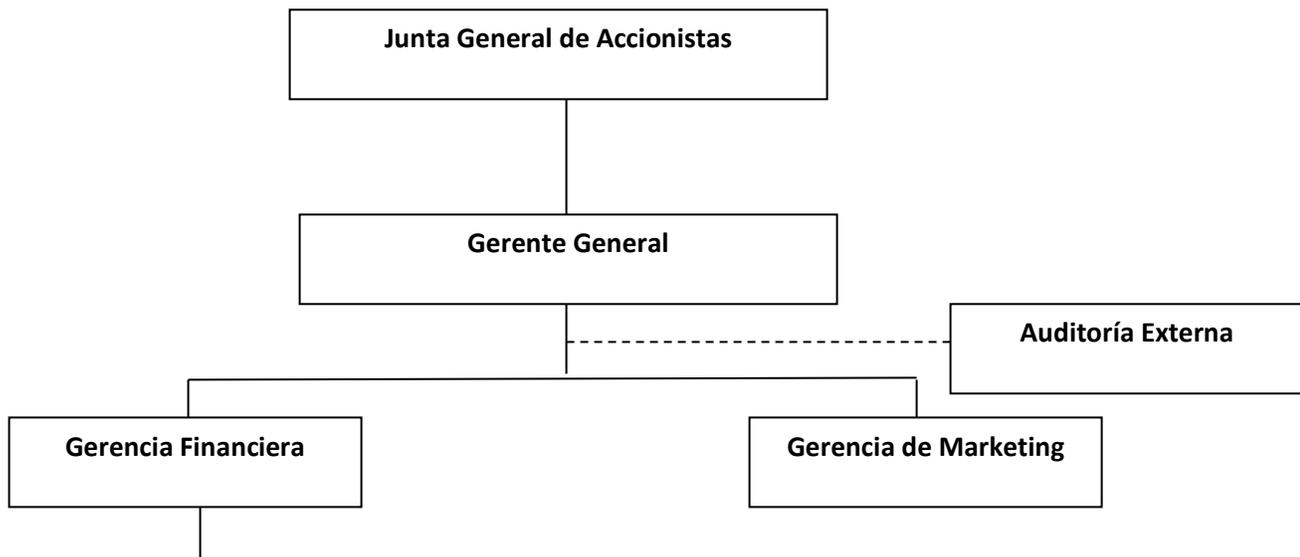 Junta General de Accionistas
Gerente General
Auditoría Externa
Gerencia Financiera
Gerencia de Marketing